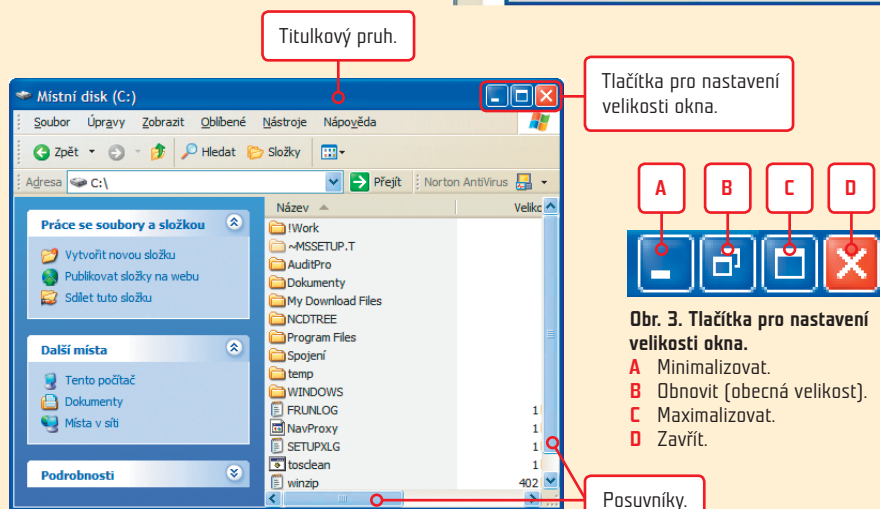 Titulkový pruh.
Místní disk (C:)
Tlačítka pro nastavení
velikosti okna.
Soubor Úpravy Zobrazit Oblíbené Nástroje Nápověda
Zpět Hledat Složky
Adresa C:\ Přejít Norton AntiVirus
Název
Práce se soubory a složkou
Vytvořit novou složku
Publikovat složky na webu
Sdílet tuto složku
Další místa
Tento počítač
Dokumenty
Místa v síti
Podrobnosti
!Work
~MSSETUP.T
AuditPro
Dokumenty
My Download Files
NCDTREE
Program Files
Spojení
temp
WINDOWS
FRUNLOG 1
NavProxy 1
SETUPXLG 1
tosclean 1
winzip 402
Posuvníky.
A B C D
Obr. 3. Tlačítka pro nastavení
velikosti okna.
A Minimalizovat.
B Obnovit (obecná velikost).
C Maximalizovat.
D Zavřít.